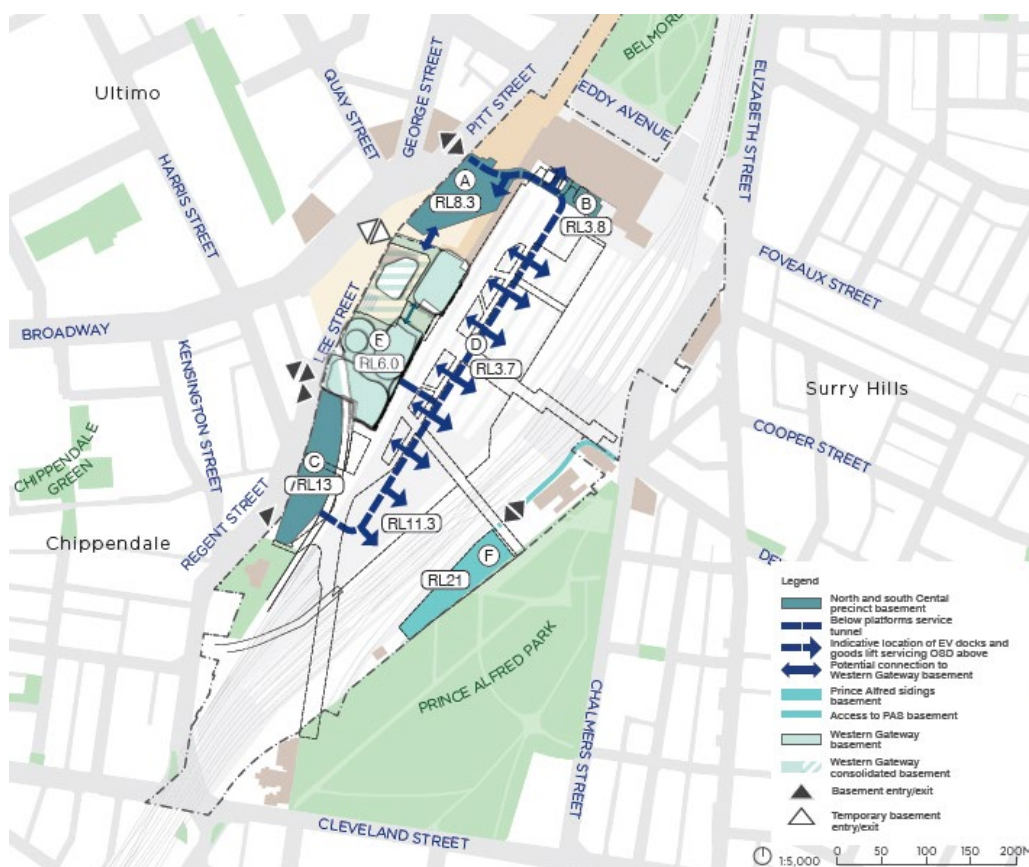 BELMORE
Ultimo
QUAY STREET
GEORGE STREET
PITT STREET
EDDY AVENUE
ELIZABETH STREET
HARRIS STREET
A
RL8.3
B
RL3.8
FOVEAUX STREET
BROADWAY
LEE STREET
KENSINGTON STREET
E
RL6.0
D
RL3.7
Surry Hills
COOPER STREET
CHIPPENDALE
GREEN
C
RL13
REGENT STREET
RL11.3
Chippendale
F
RL21
DE
PRINCE ALFRED PARK
CHALMERS STREET
CLEVELAND STREET
Legend
North and south Cental
precinct basement
Below platforms service
tunnel
Indicative location of EV docks and
goods lift servicing OSD above
Potential connection to
Western Gateway basement
Prince Alfred sidings
basement
Access to PAS basement
Western Gateway
basement
Western Gateway
consolidated basement
Basement entry/exit
Temporary basement
entry/exit
1:5,000
0 50 100 150 200